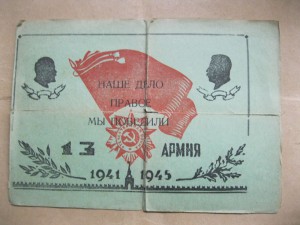 НАШЕ ДЕЛО
ПРАВОЕ
МЫ ПОБЕДИЛИ
13 АРМИЯ
1941 1945